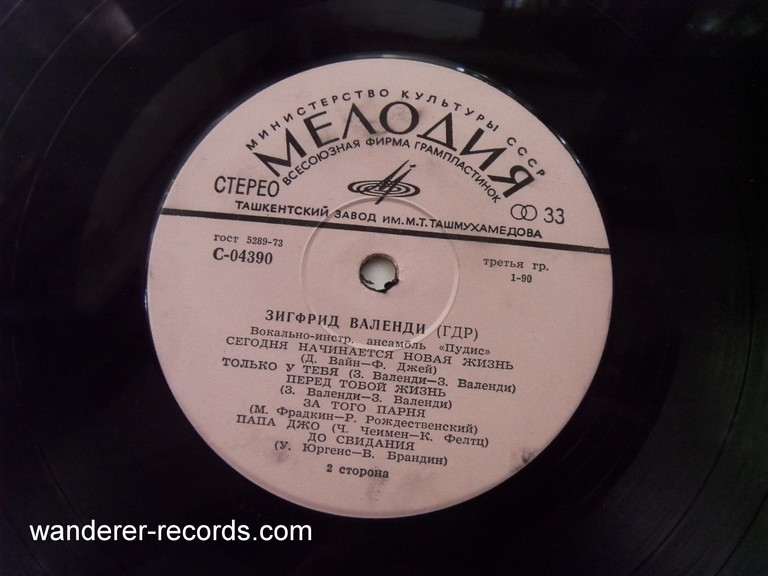 МИНИСТЕРСТВО КУЛЬТУРЫ СССР
МЕЛОДИЯ
ВСЕСОЮЗНАЯ ФИРМА ГРАМПЛАСТИНОК
СТЕРЕО
33
ТАШКЕНТСКИЙ ЗАВОД ИМ. М. Т. ТАШМУХАМЕДОВА
гост 5289-73
С-04390
третья гр.
1-90
ЗИГФРИД ВАЛЕНДИ (ГДР)
Вокально-инстр. ансамбль «Пудис»
СЕГОДНЯ НАЧИНАЕТСЯ НОВАЯ ЖИЗНЬ
(Д. Вайн—Ф. Джей)
ТОЛЬКО У ТЕБЯ (З. Валенди—З. Валенди)
ПЕРЕД ТОБОЙ ЖИЗНЬ
(З. Валенди—З. Валенди)
ЗА ТОГО ПАРНЯ
(М. Фрадкин—Р. Рождественский)
ПАПА ДЖО (Ч. Чеимен—К. Фелтц)
ДО СВИДАНИЯ
(У. Юргенс—В. Брандин)
2 сторона
wanderer-records.com